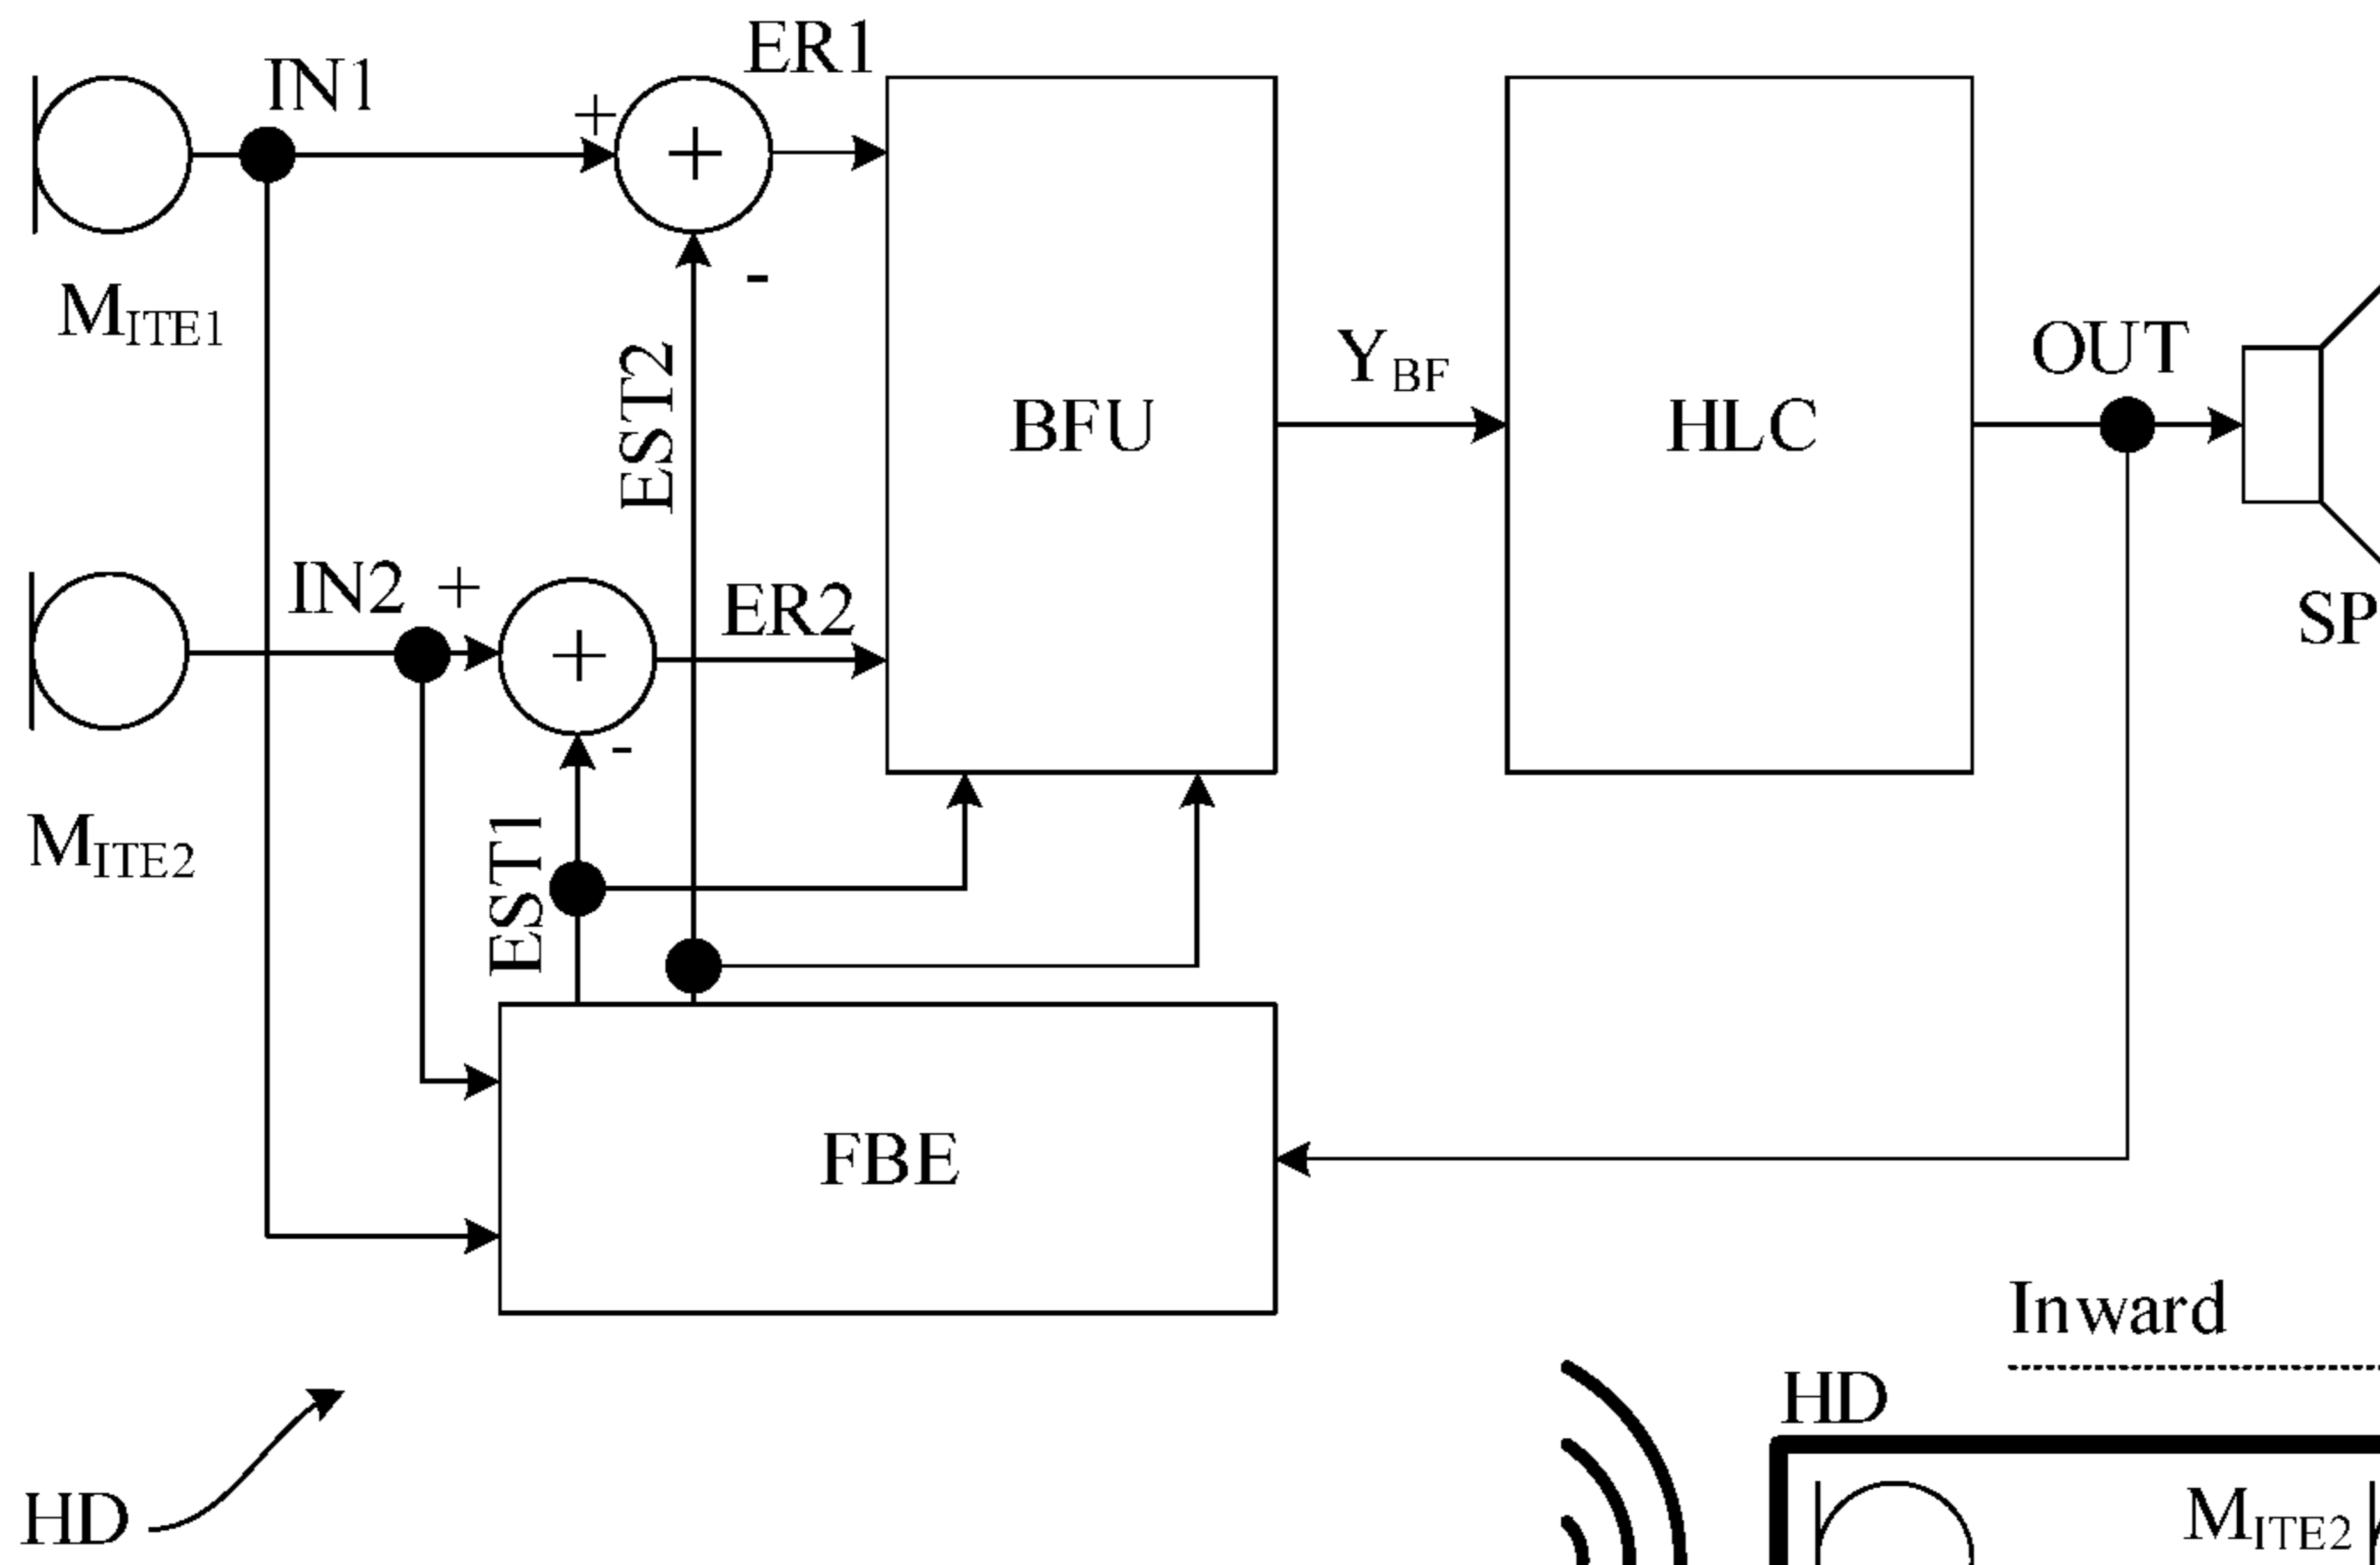 ER1
IN1
+
+
-
M_ITE1
EST2
Y_BF
OUT
BFU
HLC
IN2
+
ER2
+
SP
-
M_ITE2
EST1
FBE
Inward
HD
HD
M_ITE2